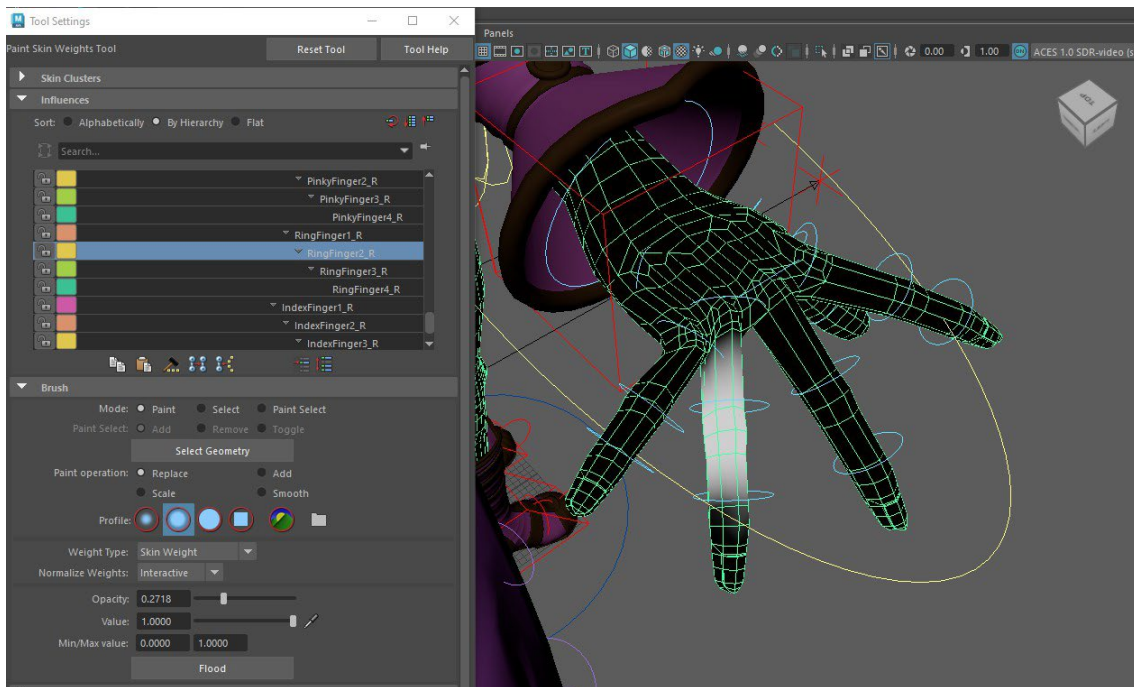 Tool Settings
Paint Skin Weights Tool
Reset Tool
Tool Help
Skin Clusters
Influences
Sort: Alphabetically By Hierarchy Flat
Search...
PinkyFinger2_R
PinkyFinger3_R
PinkyFinger4_R
RingFinger1_R
RingFinger2_R
RingFinger3_R
RingFinger4_R
IndexFinger1_R
IndexFinger2_R
IndexFinger3_R
Brush
Mode: Paint Select Paint Select
Paint Select: Add Remove Toggle
Select Geometry
Paint operation: Replace Add
Scale Smooth
Profile:
Weight Type: Skin Weight
Normalize Weights: Interactive
Opacity: 0.2718
Value: 1.0000
Min/Max value: 0.0000 1.0000
Flood
Panels
0.00 1.00 ACES 1.0 SDR-video (s
TOP